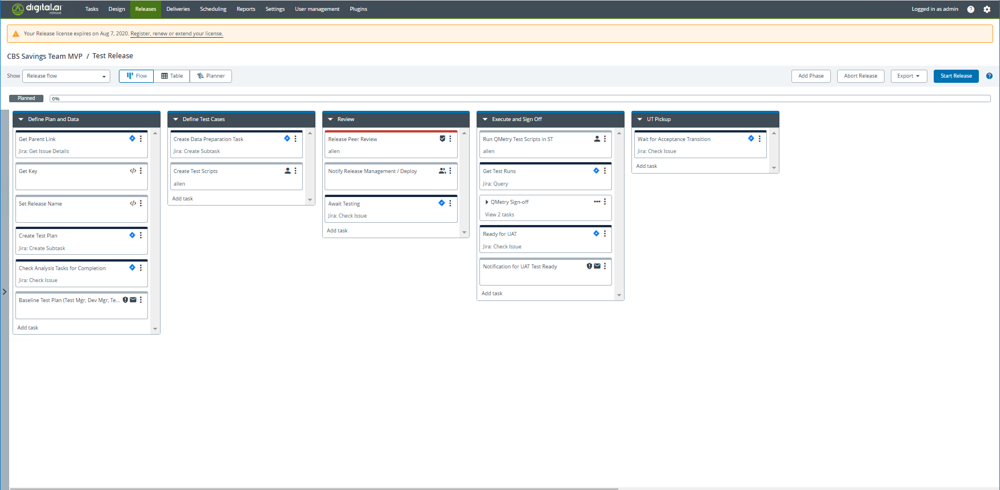 digital.ai
release
Tasks Design Releases Deliveries Scheduling Reports Settings User management Plugins Logged in as admin
Your Release license expires on Aug 7, 2020. Register, renew or extend your license.
CBS Savings Team MVP / Test Release
Show Release flow Flow Table Planner Add Phase Abort Release Export Start Release
Planned 0%
Define Plan and Data
Get Parent Link
Jira: Get Issue Details
Get Key
Set Release Name
Create Test Plan
Jira: Create Subtask
Check Analysis Tasks for Completion
Jira: Check Issue
Baseline Test Plan (Test Mgr, Dev Mgr, Te...
Add task
Define Test Cases
Create Data Preparation Task
Jira: Create Subtask
Create Test Scripts
allen
Add task
Review
Release Peer Review
allen
Notify Release Management / Deploy
Await Testing
Jira: Check Issue
Add task
Execute and Sign Off
Run QMetry Test Scripts in ST
allen
Get Test Runs
Jira: Query
QMetry Sign-off
View 2 tasks
Ready for UAT
Jira: Check Issue
Notification for UAT Test Ready
Add task
UT Pickup
Wait for Acceptance Transition
Jira: Check Issue
Add task